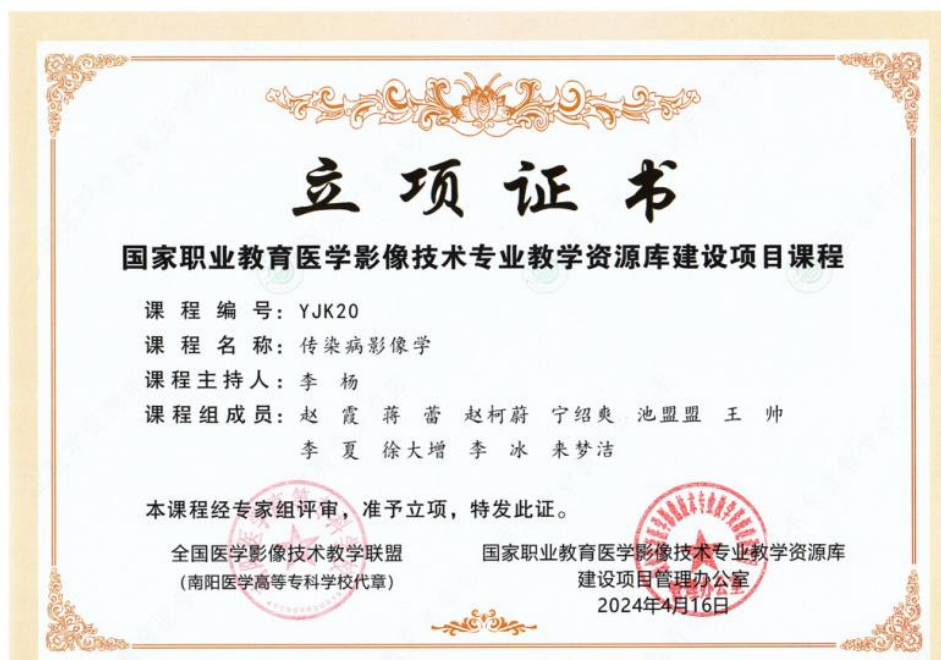 立项证书
国家职业教育医学影像技术专业教学资源库建设项目课程
课程编号：YJK20
课程名称：传染病影像学
课程主持人：李 杨
课程组成员：赵 霞 蒋 蕾 赵柯蔚 宁绍爽 池盟盟 王 帅
李 夏 徐大增 李 冰 来梦洁
本课程经专家组评审，准予立项，特发此证。
全国医学影像技术教学联盟
（南阳医学高等专科学校代章）
国家职业教育医学影像技术专业教学资源库
建设项目管理办公室
2024年4月16日